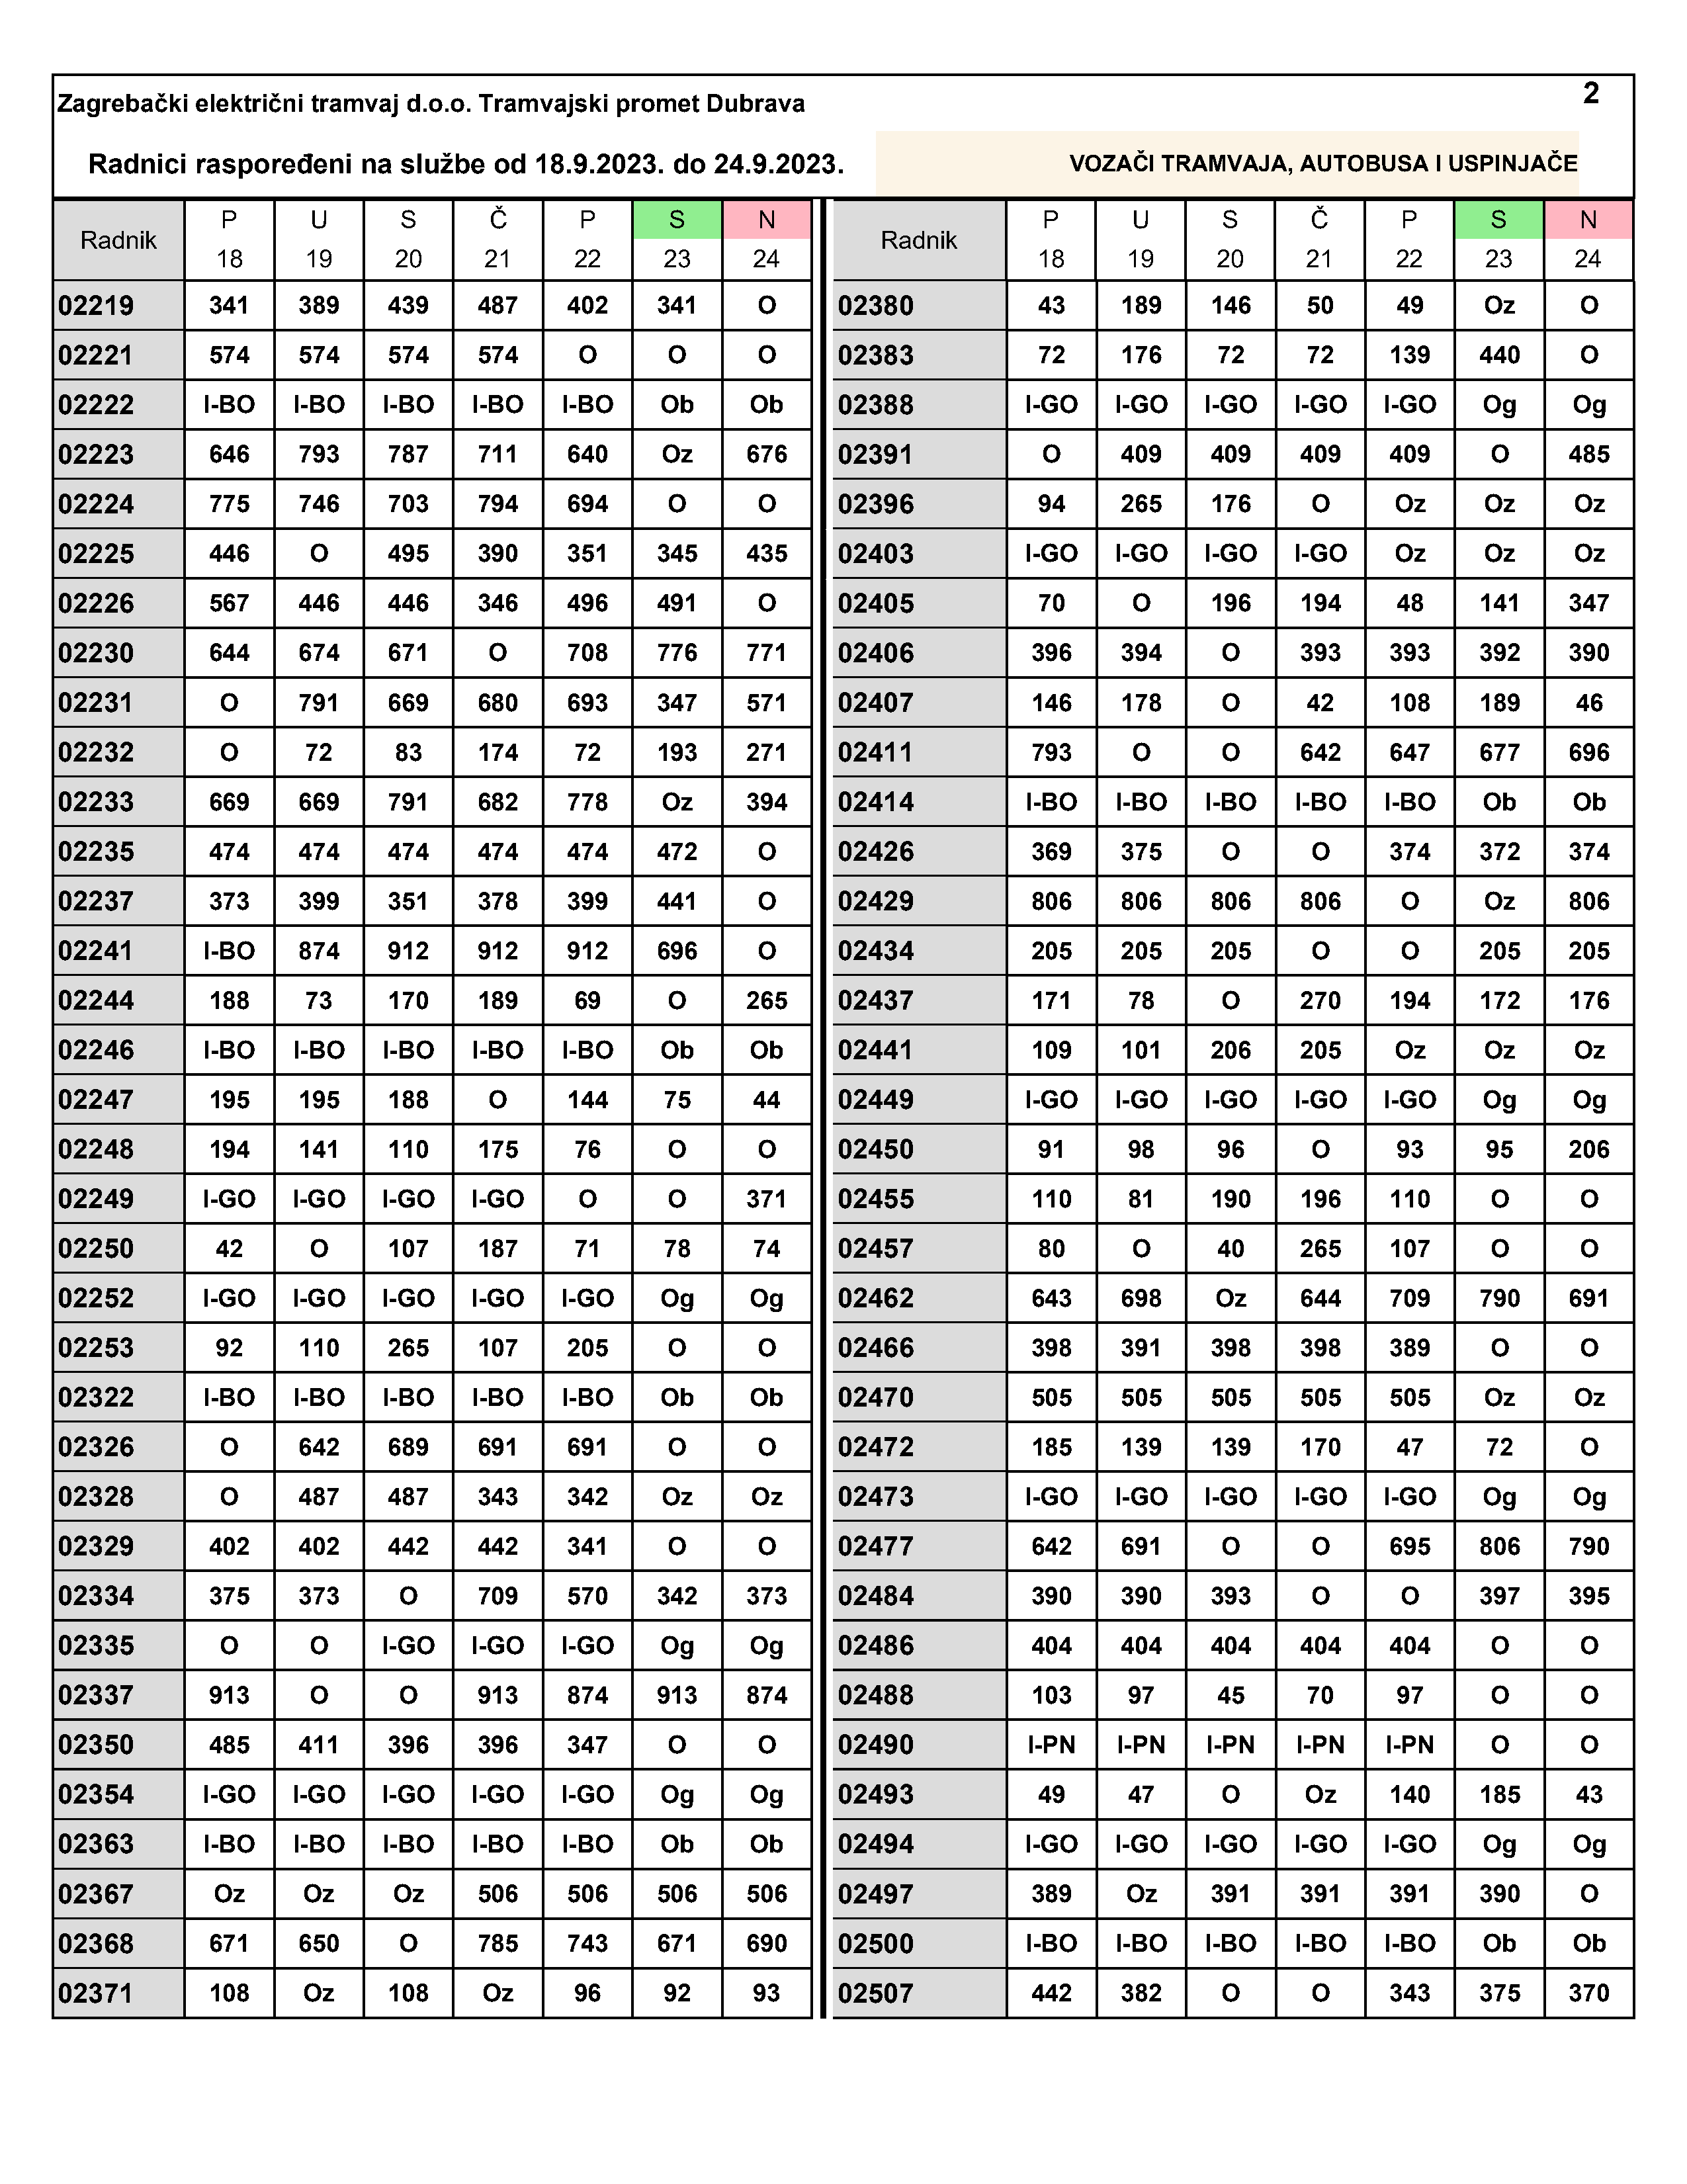 2
Zagrebački električni tramvaj d.o.o. Tramvajski promet Dubrava
Radnici raspoređeni na službe od 18.9.2023. do 24.9.2023. VOZAČI TRAMVAJA, AUTOBUSA I USPINJAČE
Radnik P U S Č P S N Radnik P U S Č P S N
18 19 20 21 22 23 24 18 19 20 21 22 23 24
02219 341 389 439 487 402 341 O 02380 43 189 146 50 49 Oz O
02221 574 574 574 574 O O O 02383 72 176 72 72 139 440 O
02222 I-BO I-BO I-BO I-BO I-BO Ob Ob 02388 I-GO I-GO I-GO I-GO I-GO Og Og
02223 646 793 787 711 640 Oz 676 02391 O 409 409 409 409 O 485
02224 775 746 703 794 694 O O 02396 94 265 176 O Oz Oz Oz
02225 446 O 495 390 351 345 435 02403 I-GO I-GO I-GO I-GO Oz Oz Oz
02226 567 446 446 346 496 491 O 02405 70 O 196 194 48 141 347
02230 644 674 671 O 708 776 771 02406 396 394 O 393 393 392 390
02231 O 791 669 680 693 347 571 02407 146 178 O 42 108 189 46
02232 O 72 83 174 72 193 271 02411 793 O O 642 647 677 696
02233 669 669 791 682 778 Oz 394 02414 I-BO I-BO I-BO I-BO I-BO Ob Ob
02235 474 474 474 474 474 472 O 02426 369 375 O O 374 372 374
02237 373 399 351 378 399 441 O 02429 806 806 806 806 O Oz 806
02241 I-BO 874 912 912 912 696 O 02434 205 205 205 O O 205 205
02244 188 73 170 189 69 O 265 02437 171 78 O 270 194 172 176
02246 I-BO I-BO I-BO I-BO I-BO Ob Ob 02441 109 101 206 205 Oz Oz Oz
02247 195 195 188 O 144 75 44 02449 I-GO I-GO I-GO I-GO I-GO Og Og
02248 194 141 110 175 76 O O 02450 91 98 96 O 93 95 206
02249 I-GO I-GO I-GO I-GO O O 371 02455 110 81 190 196 110 O O
02250 42 O 107 187 71 78 74 02457 80 O 40 265 107 O O
02252 I-GO I-GO I-GO I-GO I-GO Og Og 02462 643 698 Oz 644 709 790 691
02253 92 110 265 107 205 O O 02466 398 391 398 398 389 O O
02322 I-BO I-BO I-BO I-BO I-BO Ob Ob 02470 505 505 505 505 505 Oz Oz
02326 O 642 689 691 691 O O 02472 185 139 139 170 47 72 O
02328 O 487 487 343 342 Oz Oz 02473 I-GO I-GO I-GO I-GO I-GO Og Og
02329 402 402 442 442 341 O O 02477 642 691 O O 695 806 790
02334 375 373 O 709 570 342 373 02484 390 390 393 O O 397 395
02335 O O I-GO I-GO I-GO Og Og 02486 404 404 404 404 404 O O
02337 913 O O 913 874 913 874 02488 103 97 45 70 97 O O
02350 485 411 396 396 347 O O 02490 I-PN I-PN I-PN I-PN I-PN O O
02354 I-GO I-GO I-GO I-GO I-GO Og Og 02493 49 47 O Oz 140 185 43
02363 I-BO I-BO I-BO I-BO I-BO Ob Ob 02494 I-GO I-GO I-GO I-GO I-GO Og Og
02367 Oz Oz Oz 506 506 506 506 02497 389 Oz 391 391 391 390 O
02368 671 650 O 785 743 671 690 02500 I-BO I-BO I-BO I-BO I-BO Ob Ob
02371 108 Oz 108 Oz 96 92 93 02507 442 382 O O 343 375 370